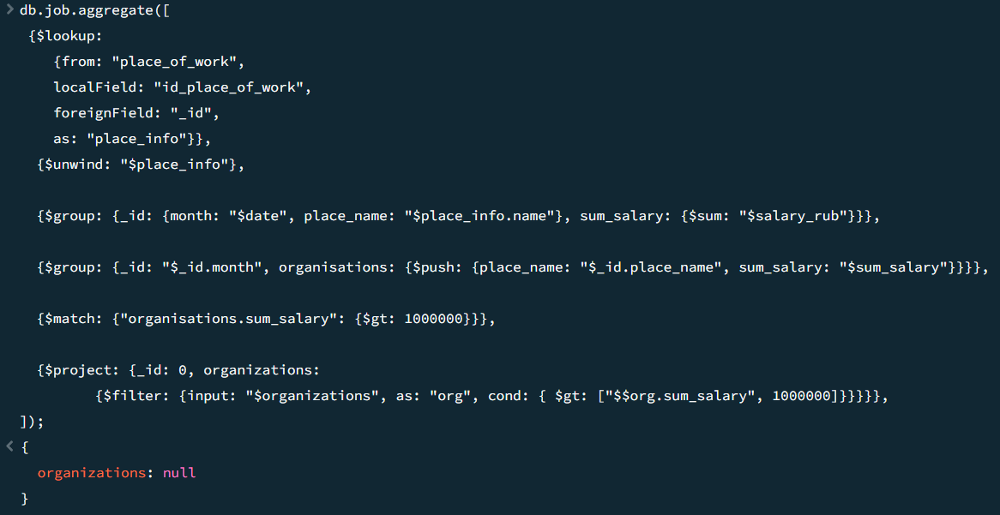 > db.job.aggregate([
{$lookup:
{from: "place_of_work",
localField: "id_place_of_work",
foreignField: "_id",
as: "place_info"}},
{$unwind: "$place_info"},
{$group: {_id: {month: "$date", place_name: "$place_info.name"}, sum_salary: {$sum: "$salary_rub"}}},
{$group: {_id: "$_id.month", organisations: {$push: {place_name: "$_id.place_name", sum_salary: "$sum_salary"}}}},
{$match: {"organisations.sum_salary": {$gt: 1000000}}},
{$project: {_id: 0, organizations:
{$filter: {input: "$organizations", as: "org", cond: { $gt: ["$$org.sum_salary", 1000000]}}}}},
]);
< {
organizations: null
}